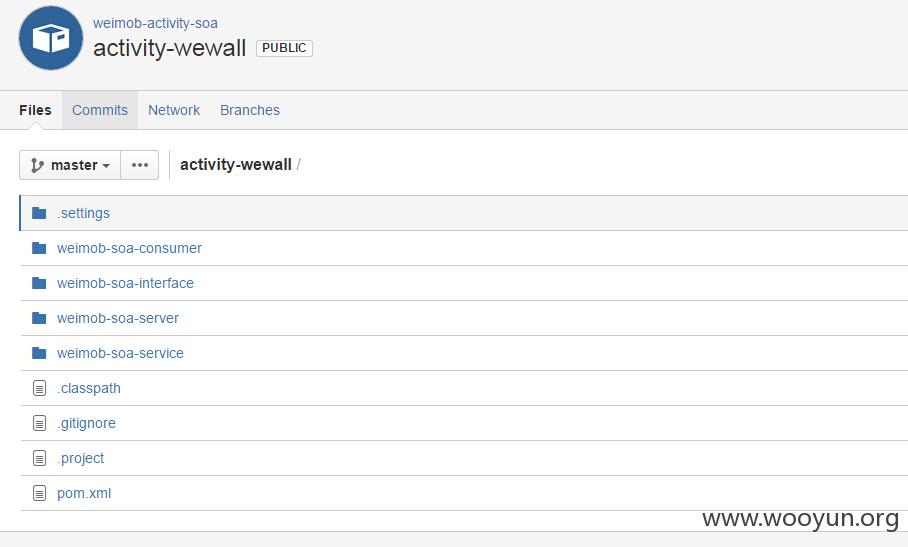 weimob-activity-soa
activity-wewall PUBLIC
Files Commits Network Branches
master activity-wewall /
.settings
weimob-soa-consumer
weimob-soa-interface
weimob-soa-server
weimob-soa-service
.classpath
.gitignore
.project
pom.xml
www.wooyun.org